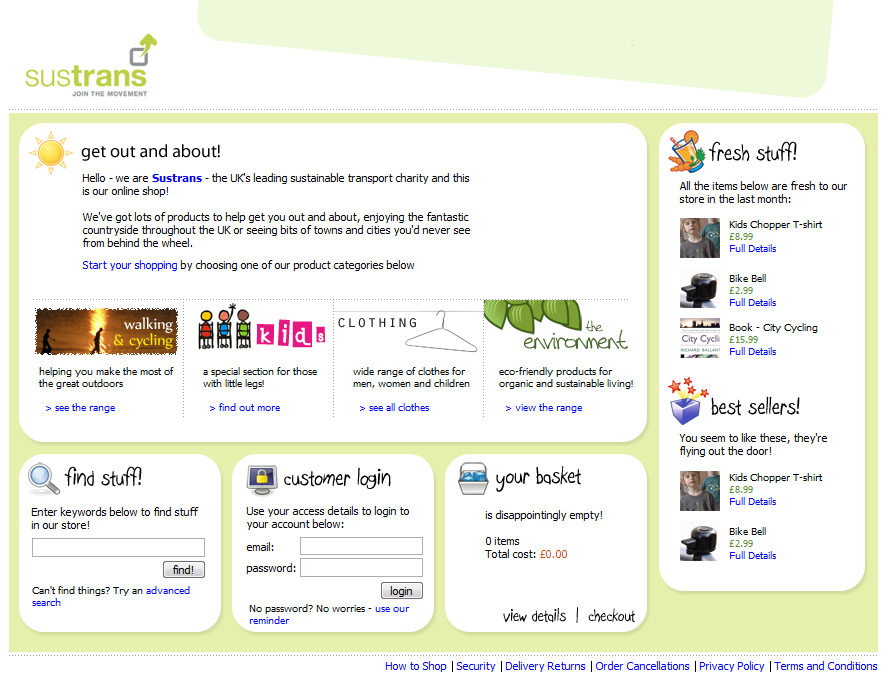 sustrans
JOIN THE MOVEMENT
get out and about!
Hello - we are Sustrans - the UK's leading sustainable transport charity and this
is our online shop!
We've got lots of products to help get you out and about, enjoying the fantastic
countryside throughout the UK or seeing bits of towns and cities you'd never see
from behind the wheel.
Start your shopping by choosing one of our product categories below
walking
& cycling
helping you make the most of
the great outdoors
> see the range
kids
a special section for those
with little legs!
> find out more
CLOTHING
wide range of clothes for
men, women and children
> see all clothes
the
environment
eco-friendly products for
organic and sustainable living!
> view the range
fresh stuff!
All the items below are fresh to our
store in the last month:
Kids Chopper T-shirt
£8.99
Full Details
Bike Bell
£2.99
Full Details
City Cycli
RICHARD BALLANT
Book - City Cycling
£15.99
Full Details
best sellers!
You seem to like these, they're
flying out the door!
Kids Chopper T-shirt
£8.99
Full Details
Bike Bell
£2.99
Full Details
find stuff!
Enter keywords below to find stuff
in our store!
find!
Can't find things? Try an advanced
search
customer login
Use your access details to login to
your account below:
email:
password:
login
No password? No worries - use our
reminder
your basket
is disappointingly empty!
0 items
Total cost: £0.00
view details | checkout
How to Shop | Security | Delivery Returns | Order Cancellations | Privacy Policy | Terms and Conditions